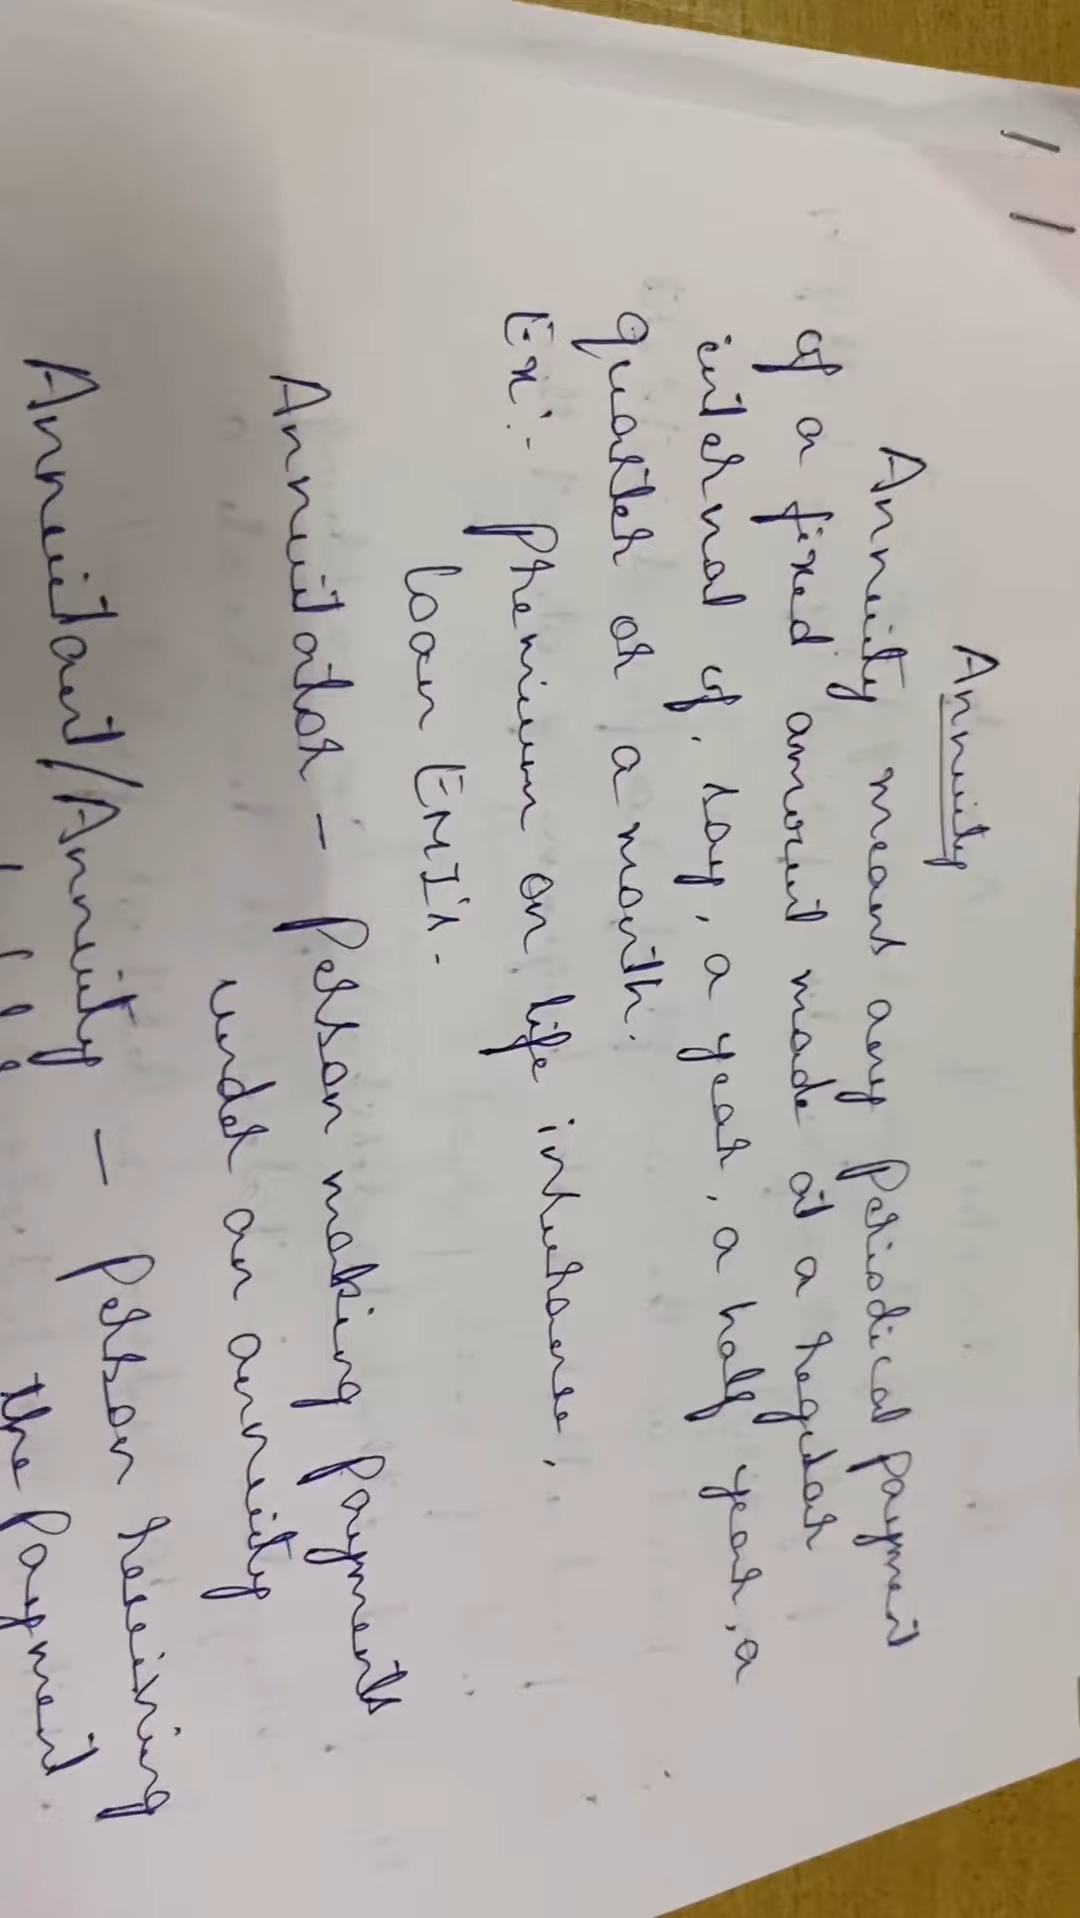 Annuity
Annuity means any periodical payment
of a fixed amount made at a regular
interval of, say, a year, a half year, a
quarter or a month.
Ex:- premium on life insurance,
loan EMI's.
Annuitator - Person making payments
under an annuity
Annuitant/Annuity - person receiving
the payment